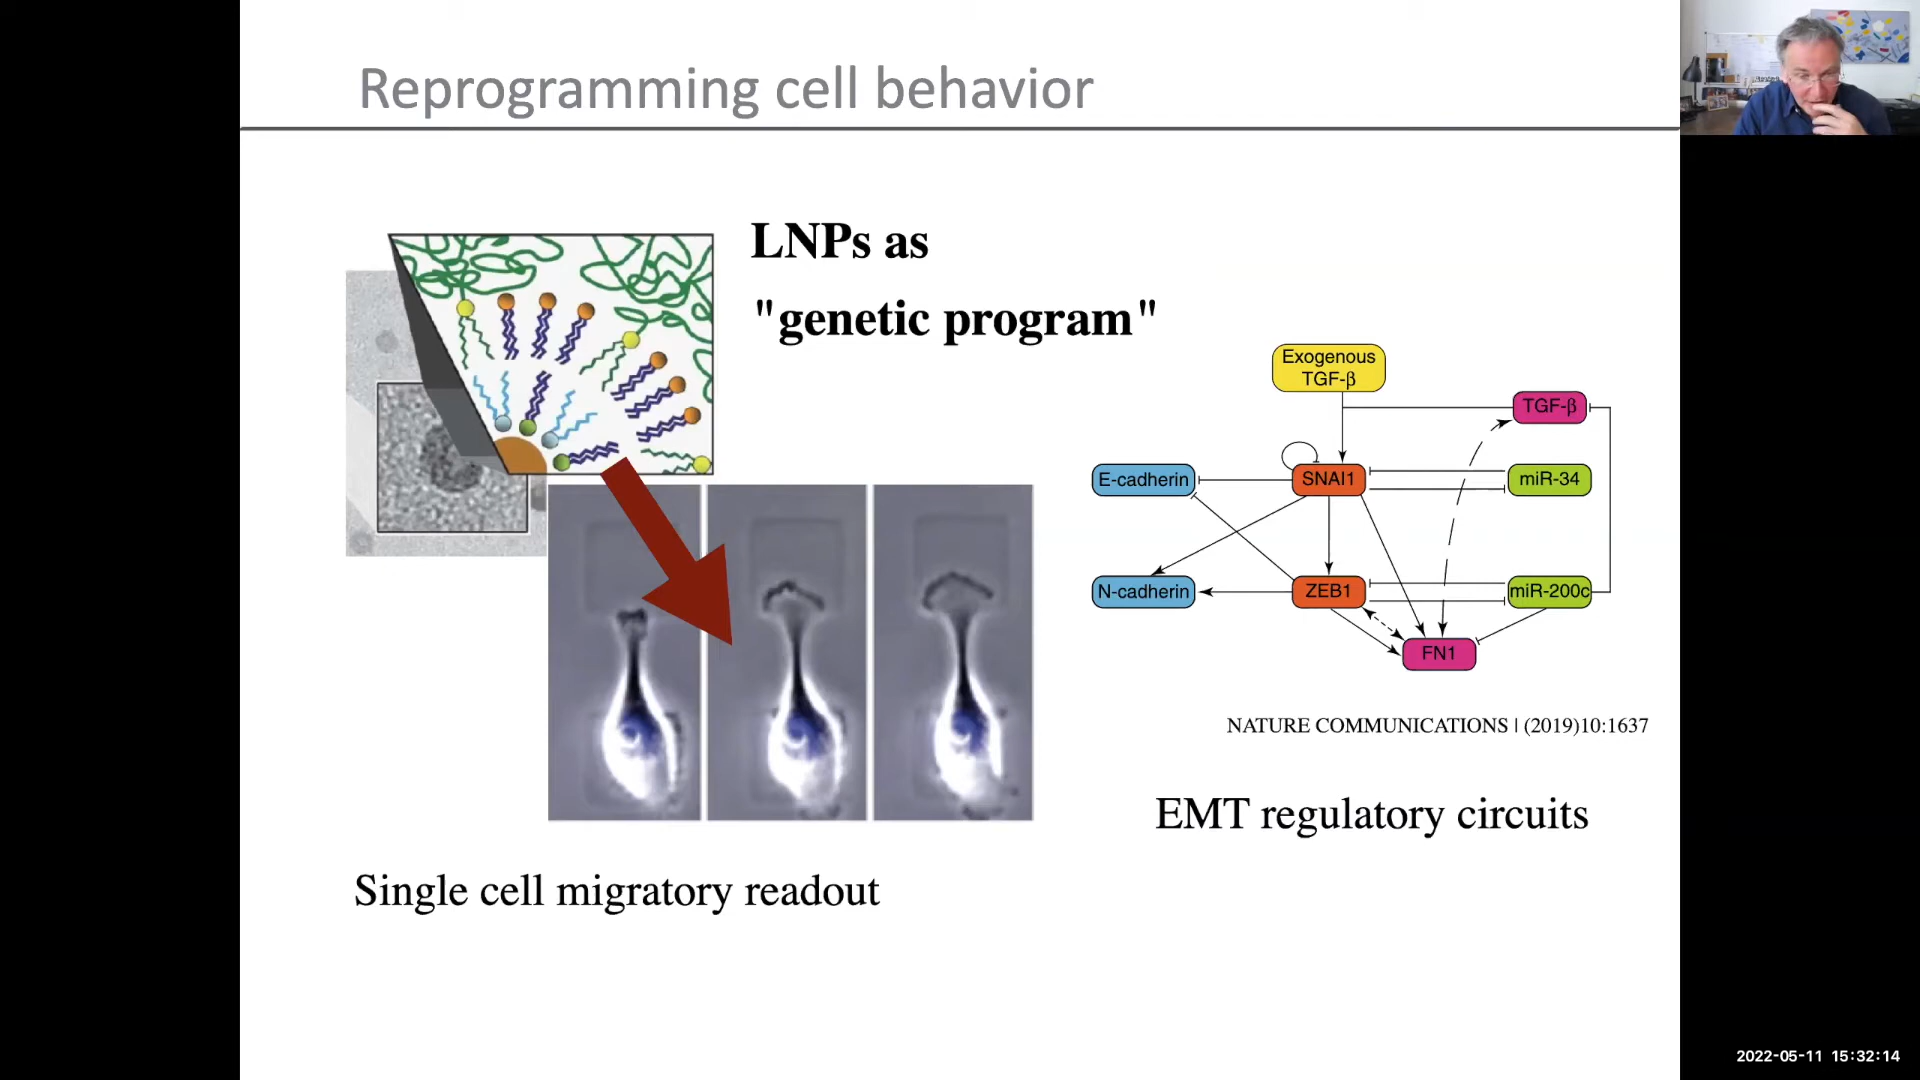 Reprogramming cell behavior
LNPs as
"genetic program"
Exogenous
TGF-β
TGF-β
E-cadherin
SNAI1
miR-34
N-cadherin
ZEB1
miR-200c
FN1
NATURE COMMUNICATIONS | (2019)10:1637
EMT regulatory circuits
Single cell migratory readout
2022-05-11 15:32:14